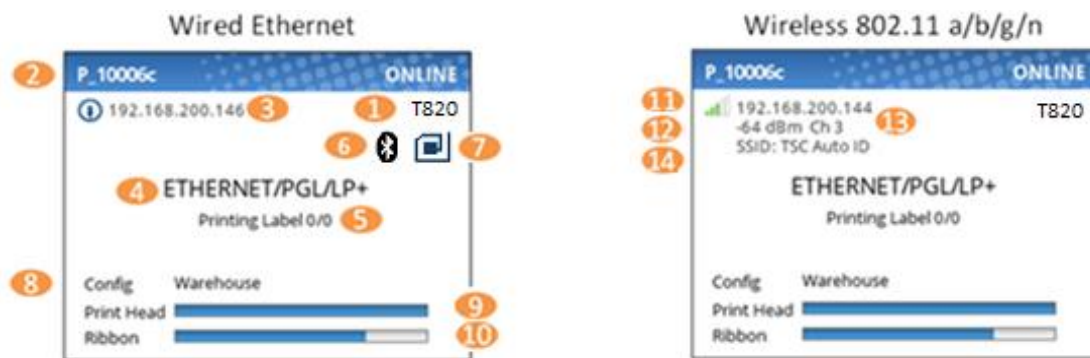 Wired Ethernet
2 P_10006c ONLINE
192.168.200.146 3 1 T820
6 7
4 ETHERNET/PGL/LP+
Printing Label 0/0 5
8 Config Warehouse
Print Head 9
Ribbon 10
Wireless 802.11 a/b/g/n
P_10006c ONLINE
11 192.168.200.144 T820
12 -64 dBm Ch 3 13
14 SSID: TSC Auto ID
ETHERNET/PGL/LP+
Printing Label 0/0
Config Warehouse
Print Head
Ribbon